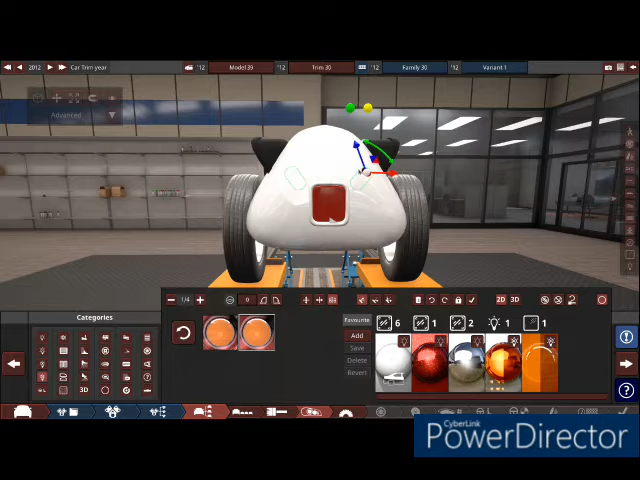 2012 Car Trim year '12 Model 39 '12 Trim 30 '12 Family 30 '12 Variant 1
Advanced
1/4 0 2D 3D
Categories
Favourite 6 1 2 1 1
Add
Save
Delete
Revert
3D
CyberLink
PowerDirector